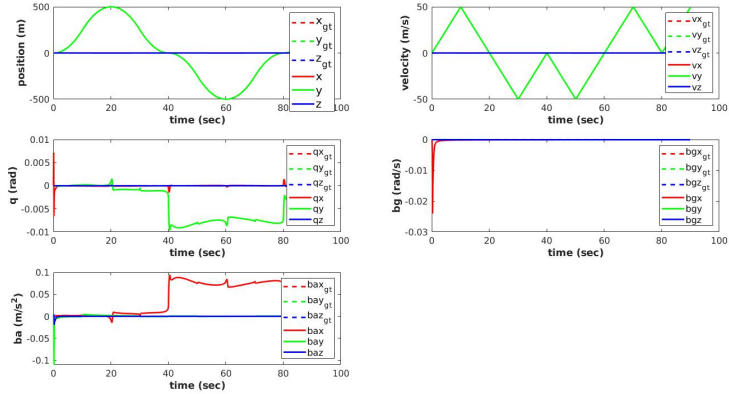 500
0
-500
position (m)
0 20 40 60 80 100
time (sec)
x_gt
y_gt
z_gt
x
y
z
50
0
-50
velocity (m/s)
0 20 40 60 80 100
time (sec)
vx_gt
vy_gt
vz_gt
vx
vy
vz
0.01
0.005
0
-0.005
-0.01
q (rad)
0 20 40 60 80 100
time (sec)
qx_gt
qy_gt
qz_gt
qx
qy
qz
0
-0.01
-0.02
-0.03
bg (rad/s)
0 20 40 60 80 100
time (sec)
bgx_gt
bgy_gt
bgz_gt
bgx
bgy
bgz
0.1
0.05
0
-0.05
-0.1
ba (m/s²)
0 20 40 60 80 100
time (sec)
bax_gt
bay_gt
baz_gt
bax
bay
baz